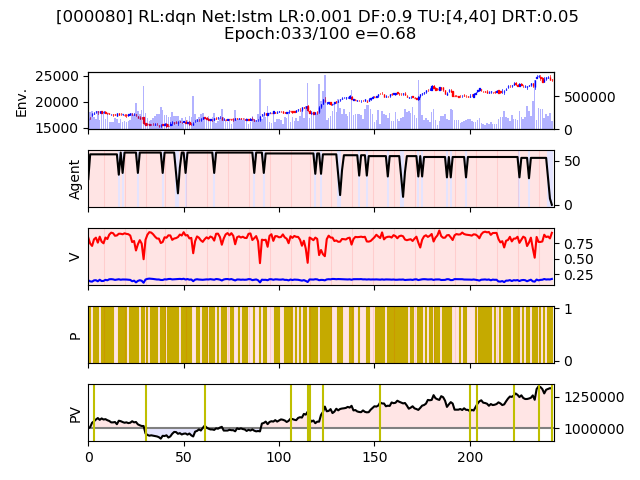 [000080] RL:dqn Net:lstm LR:0.001 DF:0.9 TU:[4,40] DRT:0.05
Epoch:033/100 e=0.68
Env.
25000
20000
15000
500000
0
Agent
50
0
V
0.75
0.50
0.25
P
1
0
PV
1250000
1000000
0 50 100 150 200